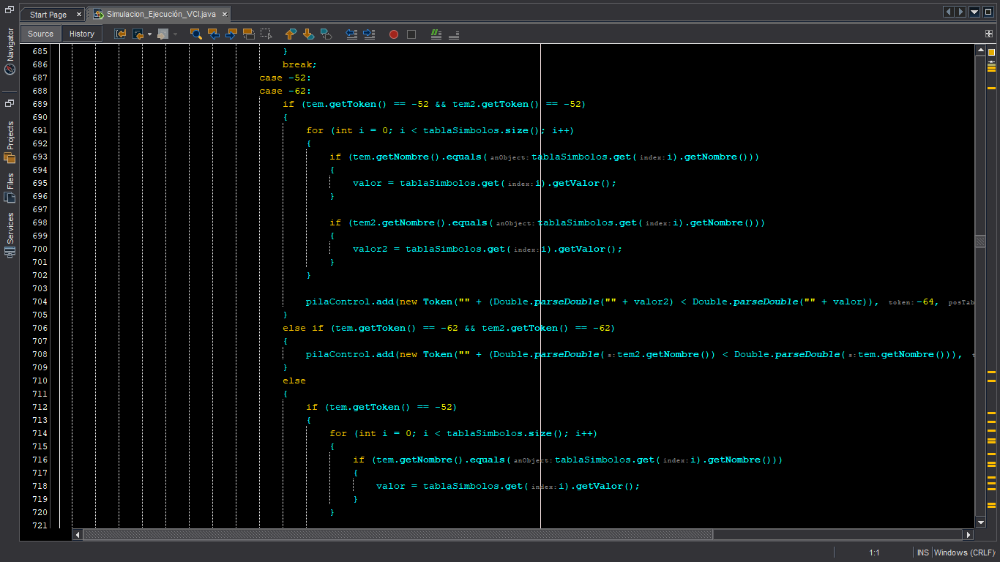 Start Page
Simulacion_Ejecución_VCI.java
Source
History
Navigator
Projects
Files
Services
685 }
686 break;
687 case -52:
688 case -62:
689 if (tem.getToken() == -52 && tem2.getToken() == -52)
690 {
691 for (int i = 0; i < tablaSimbolos.size(); i++)
692 {
693 if (tem.getNombre().equals( anObject: tablaSimbolos.get( index: i).getNombre()))
694 {
695 valor = tablaSimbolos.get( index: i).getValor();
696 }
697
698 if (tem2.getNombre().equals( anObject: tablaSimbolos.get( index: i).getNombre()))
699 {
700 valor2 = tablaSimbolos.get( index: i).getValor();
701 }
702 }
703
704 pilaControl.add(new Token("" + (Double.parseDouble("" + valor2) < Double.parseDouble("" + valor)), token: -64, posTab
705 }
706 else if (tem.getToken() == -62 && tem2.getToken() == -62)
707 {
708 pilaControl.add(new Token("" + (Double.parseDouble( s: tem2.getNombre()) < Double.parseDouble( s: tem.getNombre())),
709 }
710 else
711 {
712 if (tem.getToken() == -52)
713 {
714 for (int i = 0; i < tablaSimbolos.size(); i++)
715 {
716 if (tem.getNombre().equals( anObject: tablaSimbolos.get( index: i).getNombre()))
717 {
718 valor = tablaSimbolos.get( index: i).getValor();
719 }
720 }
721
1:1
INS
Windows (CRLF)